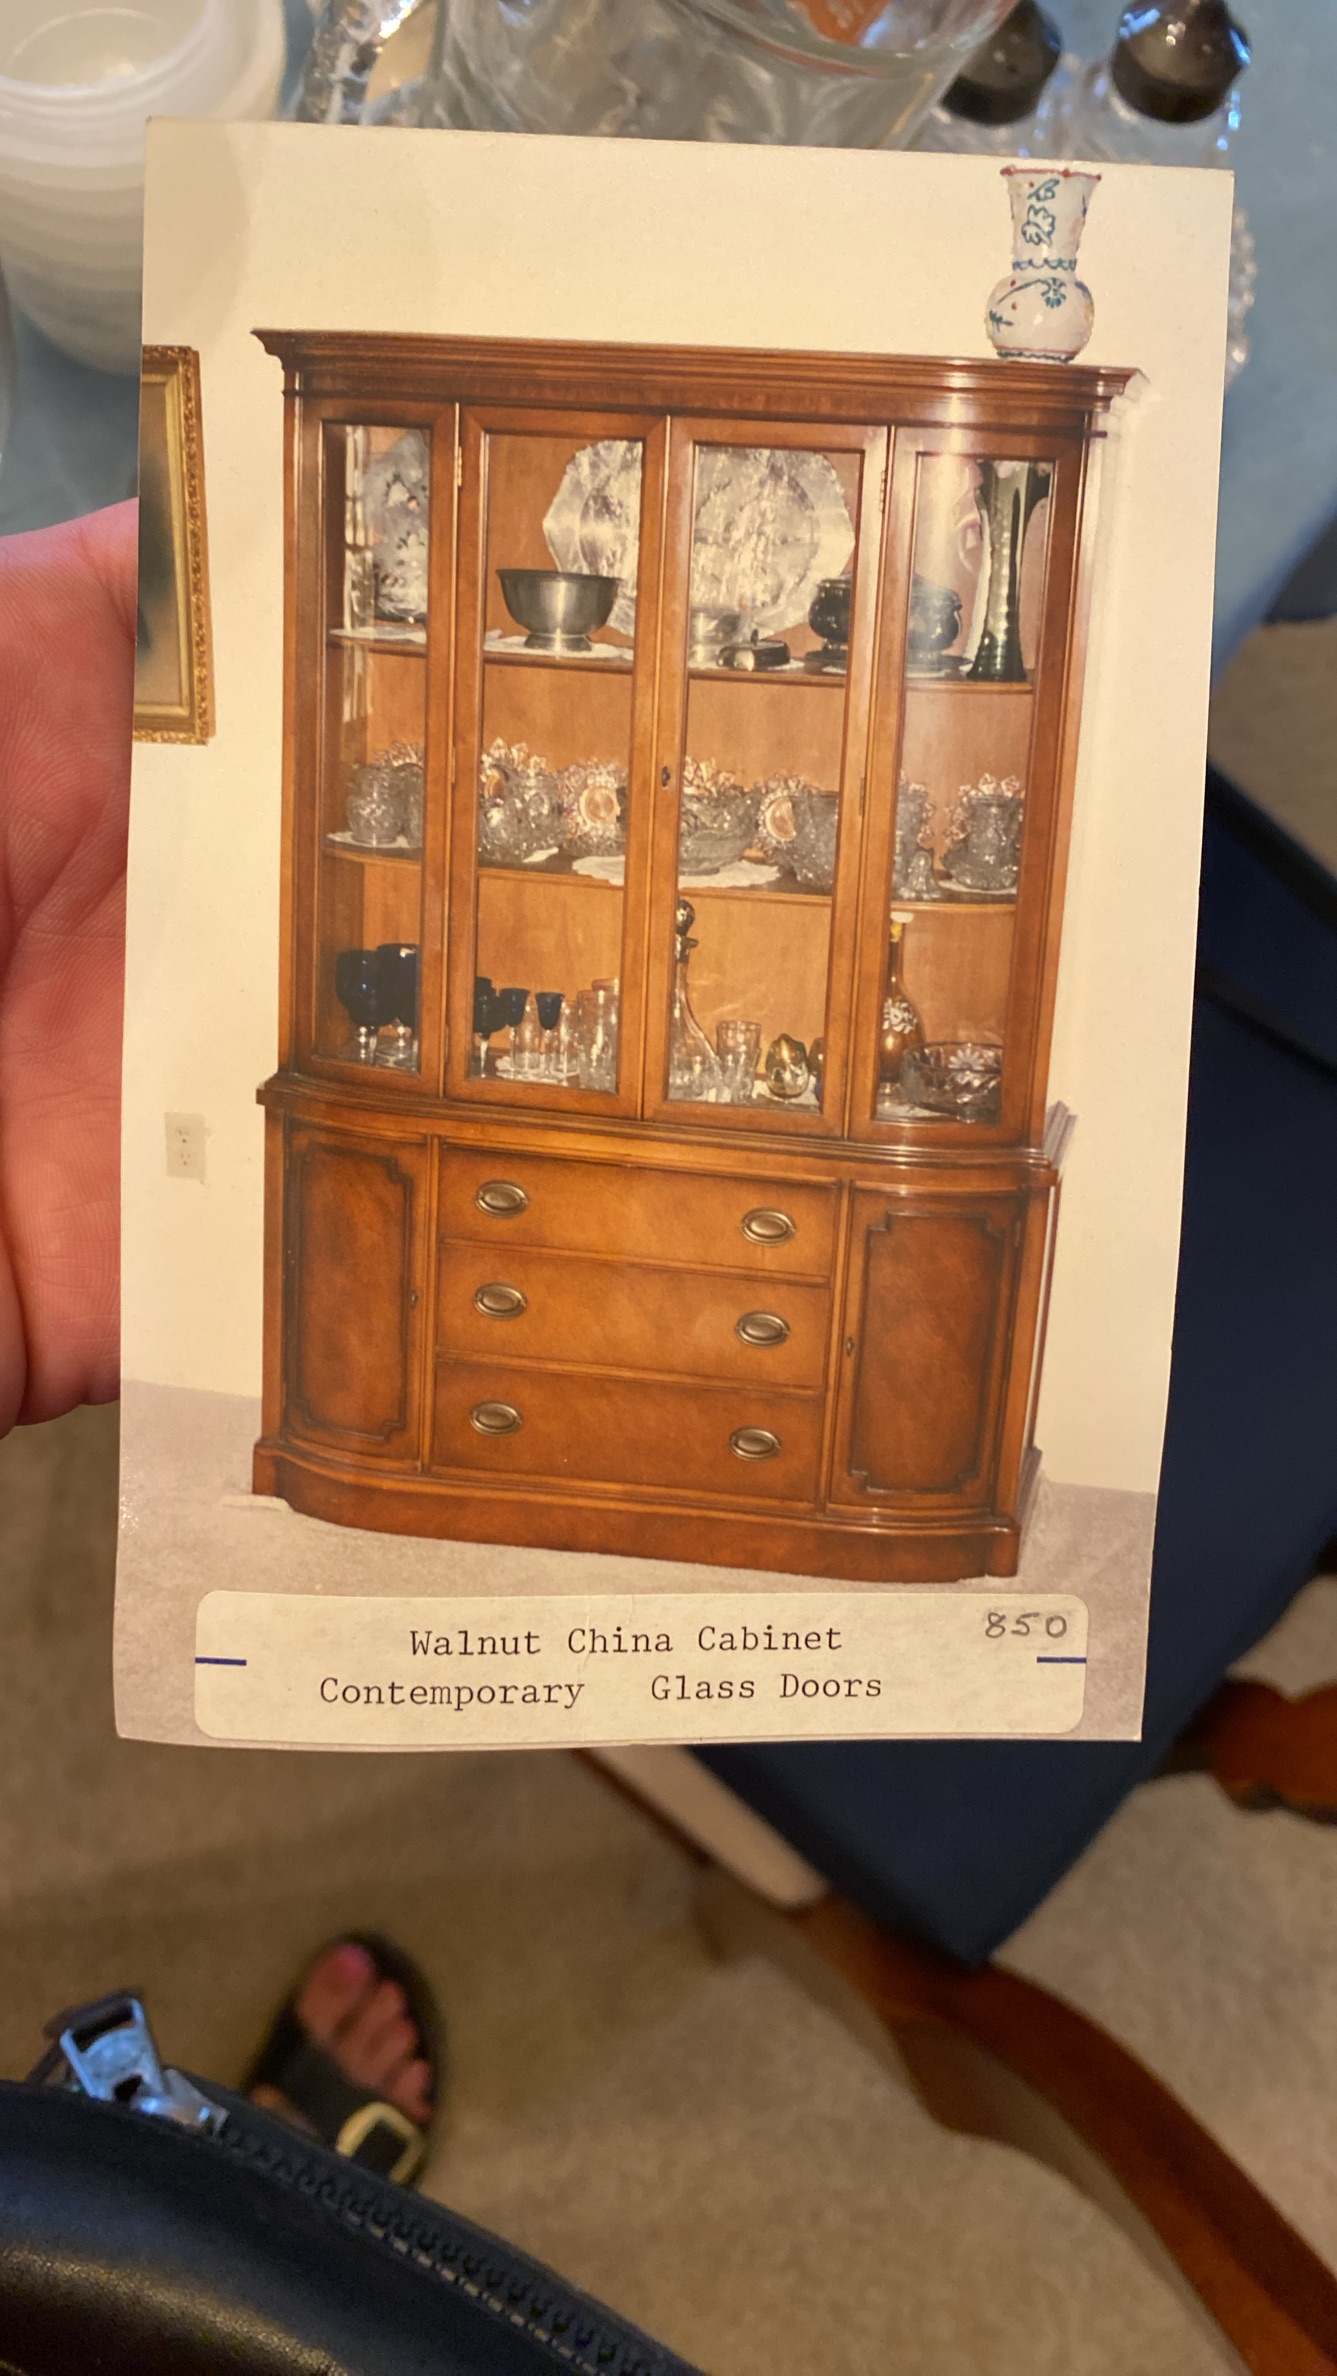 850
Walnut China Cabinet
Contemporary Glass Doors